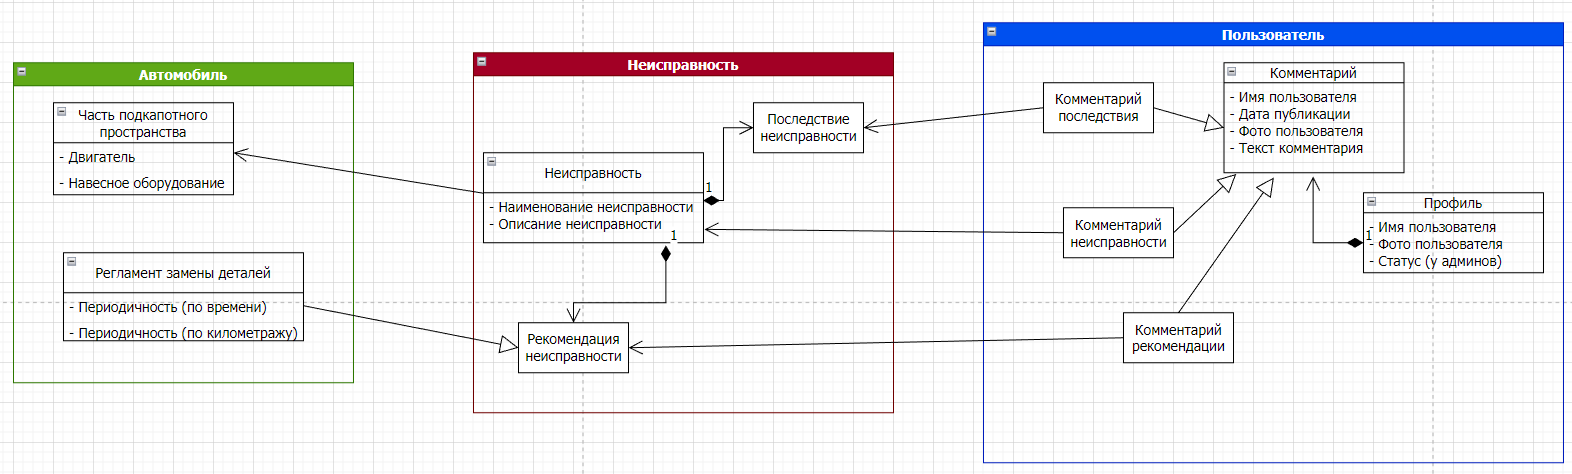 Автомобиль
Часть подкапотного
пространства
- Двигатель
- Навесное оборудование
Регламент замены деталей
- Периодичность (по времени)
- Периодичность (по километражу)
Неисправность
Последствие
неисправности
Неисправность
- Наименование неисправности
- Описание неисправности
1
1
Рекомендация
неисправности
Пользователь
Комментарий
последствия
Комментарий
- Имя пользователя
- Дата публикации
- Фото пользователя
- Текст комментария
Комментарий
неисправности
Профиль
- Имя пользователя
- Фото пользователя
- Статус (у админов)
1
Комментарий
рекомендации